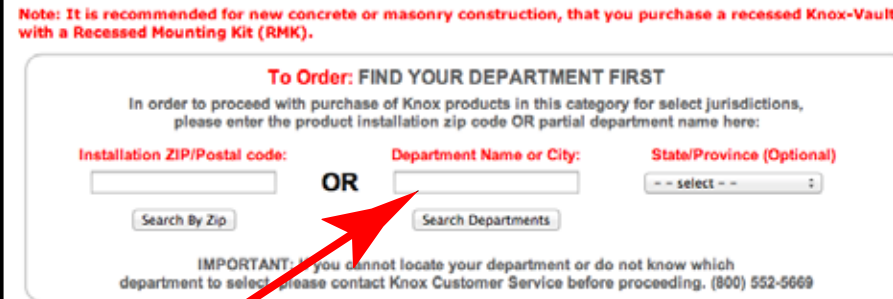 Note: It is recommended for new concrete or masonry construction, that you purchase a recessed Knox-Vault
with a Recessed Mounting Kit (RMK).
To Order: FIND YOUR DEPARTMENT FIRST
In order to proceed with purchase of Knox products in this category for select jurisdictions,
please enter the product installation zip code OR partial department name here:
Installation ZIP/Postal code: Department Name or City: State/Province (Optional)
OR - - select - -
Search By Zip Search Departments
IMPORTANT: you cannot locate your department or do not know which
department to select, please contact Knox Customer Service before proceeding. (800) 552-5669